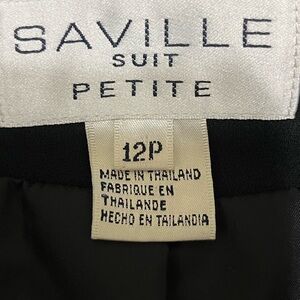 SAVILLE
SUIT
PETITE
12P
MADE IN THAILAND
FABRIQUE EN
THAILANDE
HECHO EN TAILANDIA